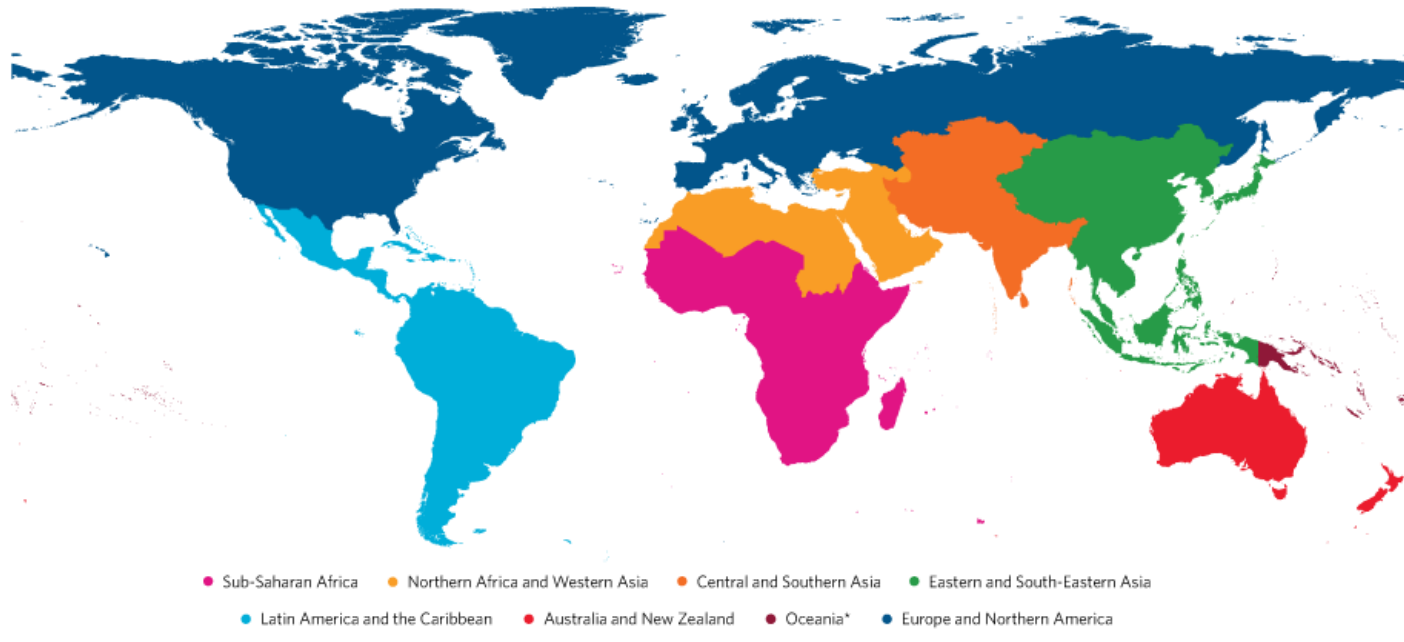 Sub-Saharan Africa Northern Africa and Western Asia Central and Southern Asia Eastern and South-Eastern Asia
Latin America and the Caribbean Australia and New Zealand Oceania* Europe and Northern America